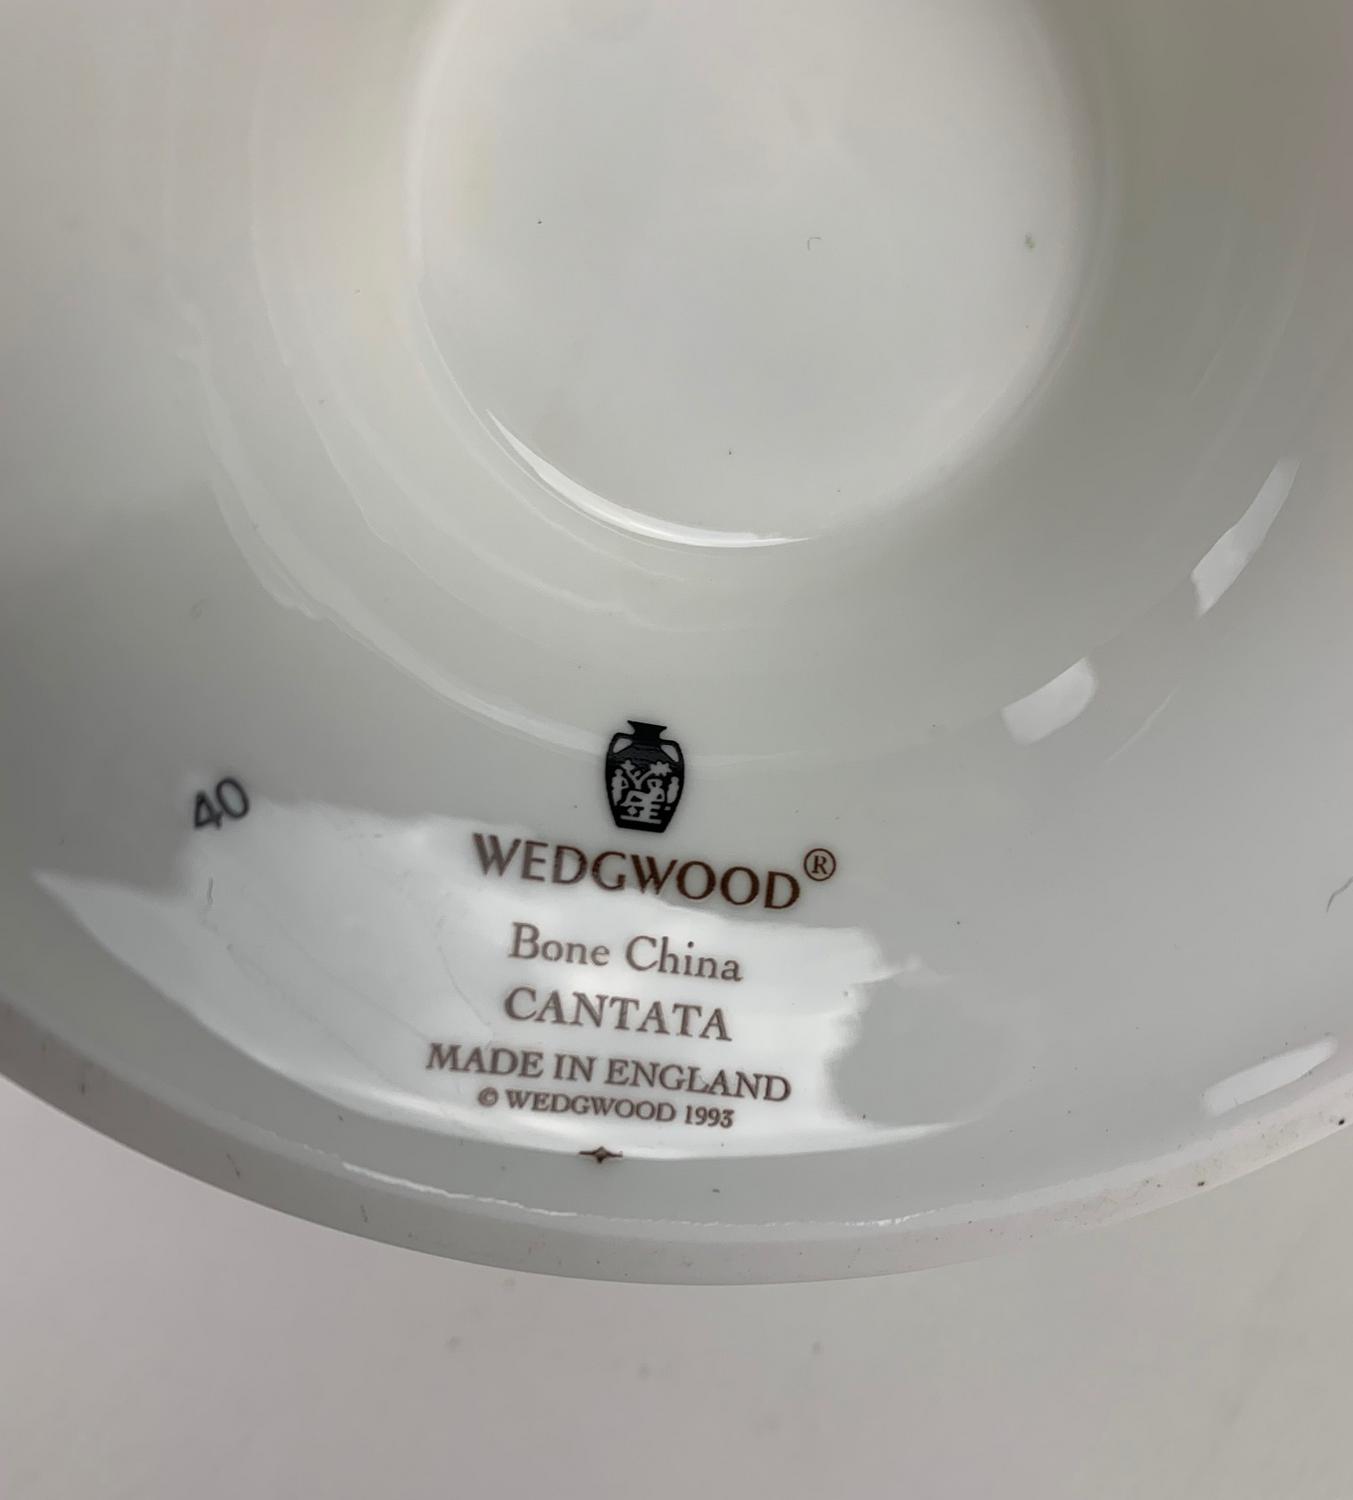 40
WEDGWOOD®
Bone China
CANTATA
MADE IN ENGLAND
© WEDGWOOD 1993